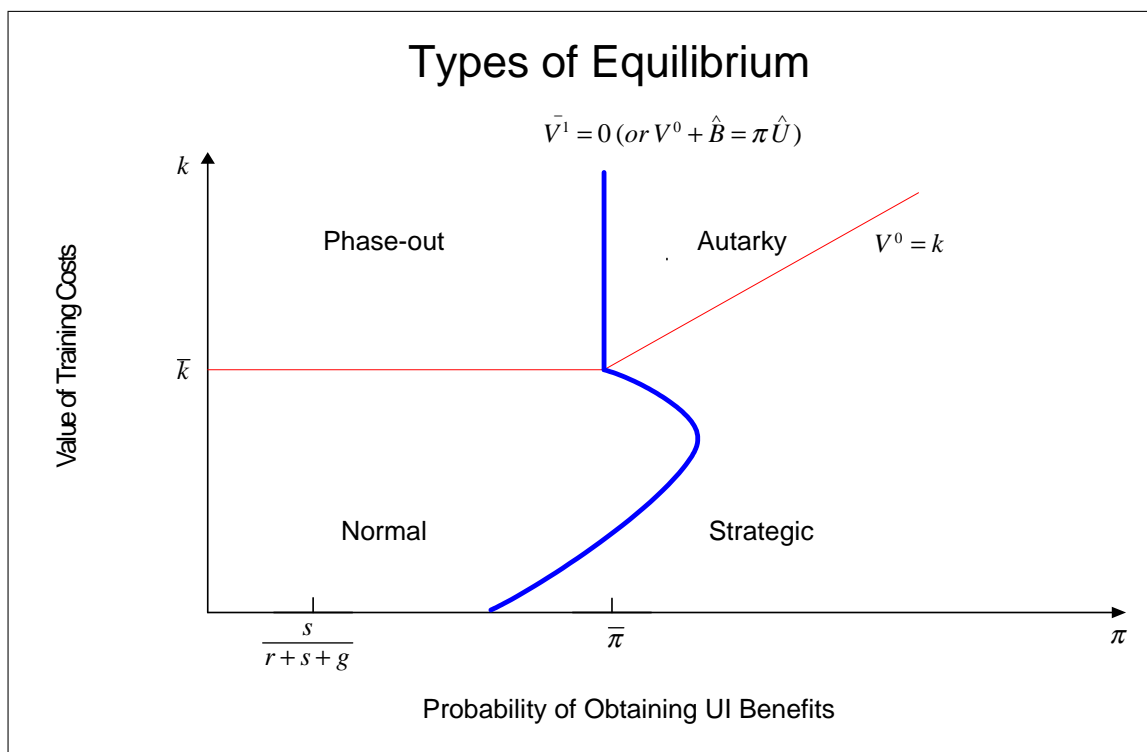 Types of Equilibrium
V̄¹ = 0 (or V⁰ + B̂ = π Û)
k
Phase-out
Autarky
V⁰ = k
Value of Training Costs
k̄
Normal
Strategic
s
r + s + g
π̄
π
Probability of Obtaining UI Benefits